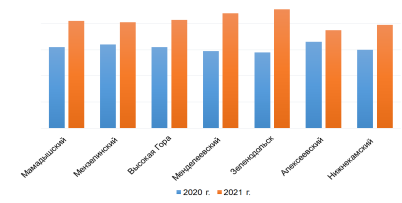 Мамадышский
Мензелинский
Высокая Гора
Менделеевский
Зеленодольск
Алексеевский
Нижнекамский
2020 г. 2021 г.